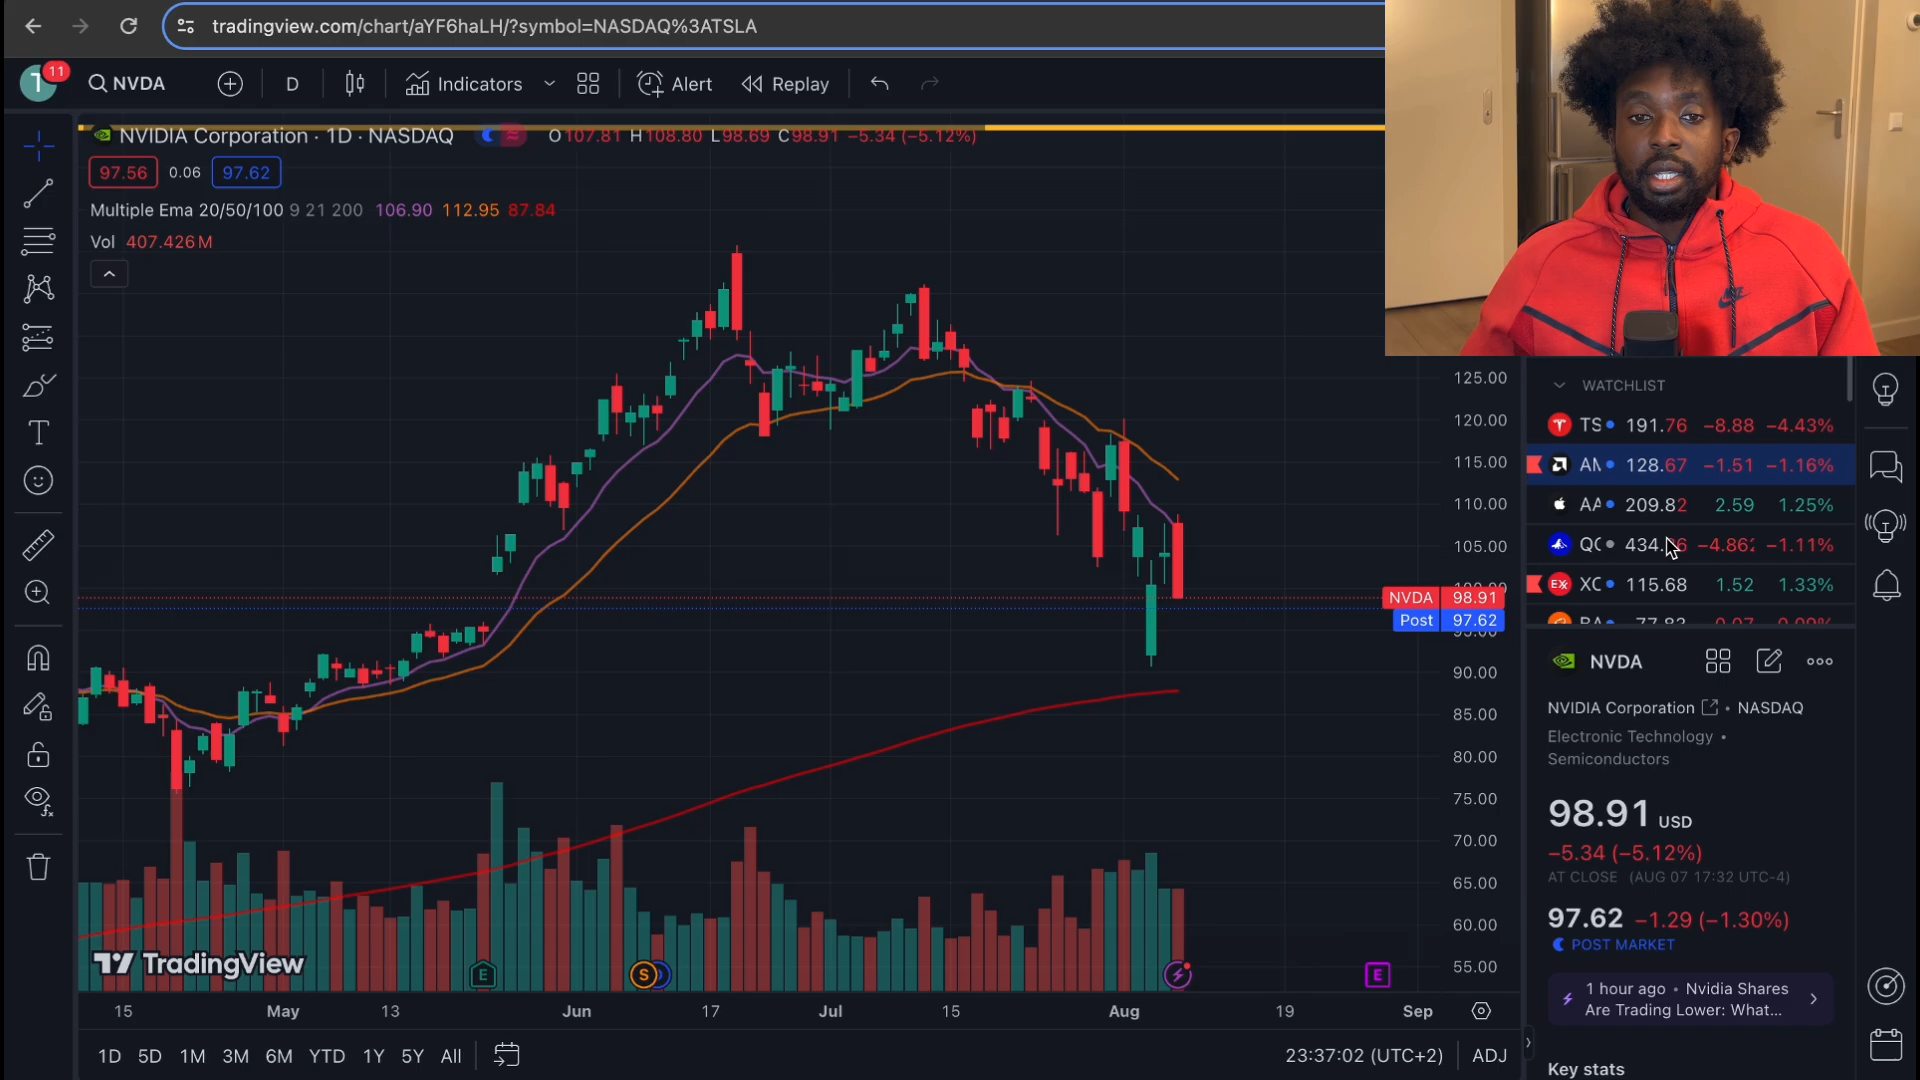 tradingview.com/chart/aYF6haLH/?symbol=NASDAQ%3ATSLA
T 11 NVDA D Indicators Alert Replay
NVIDIA Corporation · 1D · NASDAQ O107.81 H108.80 L98.69 C98.91 −5.34 (−5.12%)
97.56 0.06 97.62
Multiple Ema 20/50/100 9 21 200 106.90 112.95 87.84
Vol 407.426M
125.00
120.00
115.00
110.00
105.00
NVDA 98.91
Post 97.62
90.00
85.00
80.00
75.00
70.00
65.00
60.00
55.00
TradingView
E S E
15 May 13 Jun 17 Jul 15 Aug 19 Sep
1D 5D 1M 3M 6M YTD 1Y 5Y All 23:37:02 (UTC+2) ADJ
WATCHLIST
TS 191.76 −8.88 −4.43%
128.67 −1.51 −1.16%
AA 209.82 2.59 1.25%
−1.11%
EX XC 115.68 1.52 1.33%
NVDA
NVIDIA Corporation • NASDAQ
Electronic Technology •
Semiconductors
98.91 USD
−5.34 (−5.12%)
AT CLOSE (AUG 07 17:32 UTC-4)
97.62 −1.29 (−1.30%)
POST MARKET
1 hour ago • Nvidia Shares
Are Trading Lower: What...
Key stats